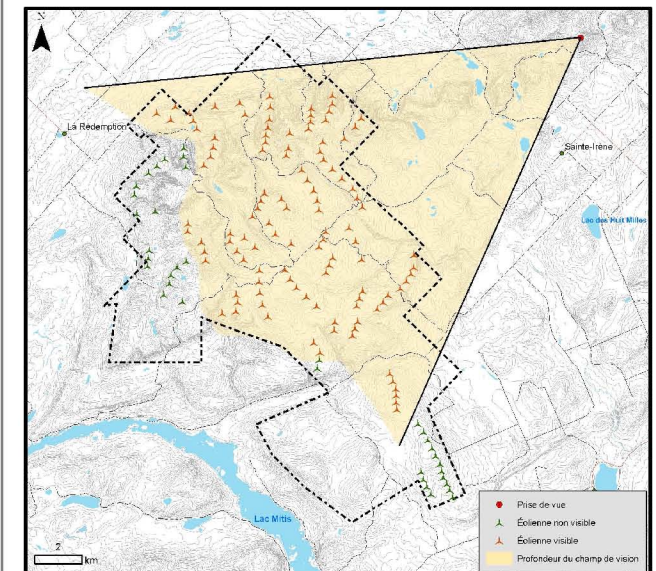 N
La Rédemption
Sainte-Irène
Lac des Huit Milles
Lac Mitis
2
km
Prise de vue
Éolienne non visible
Éolienne visible
Profondeur du champ de vision